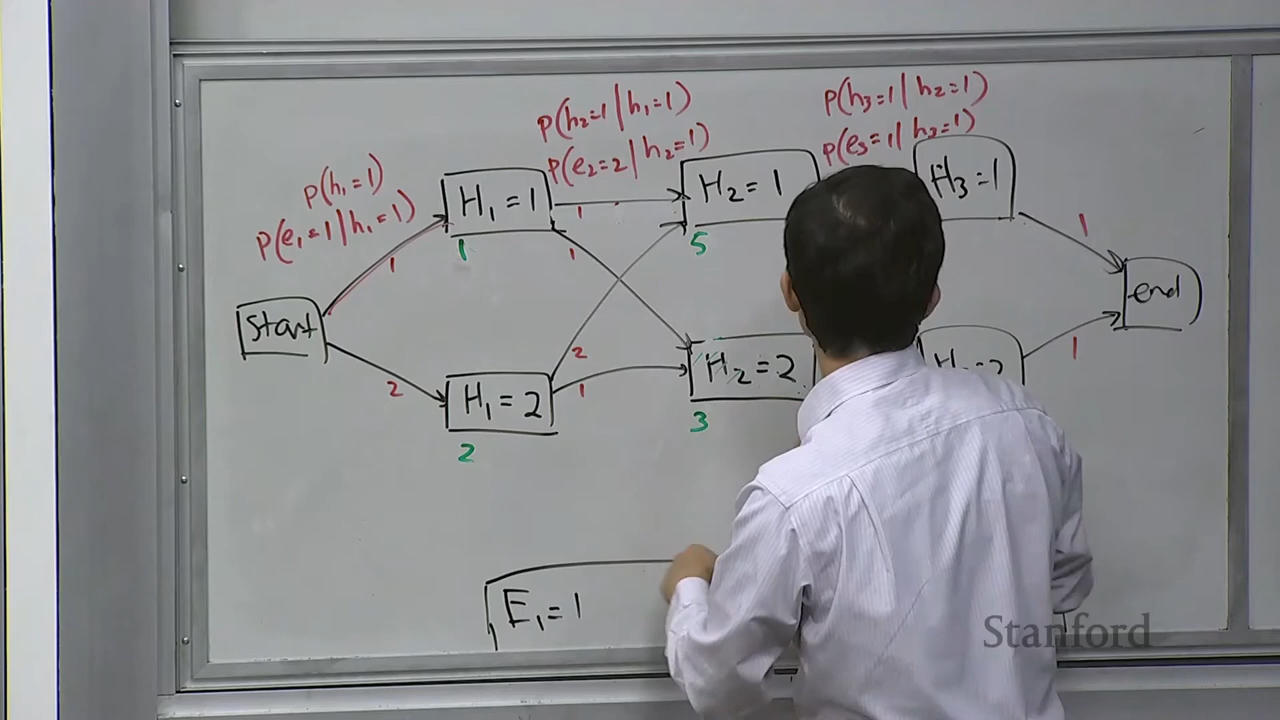 P(h₁=1)
P(e₁=1|h₁=1)
P(h₂=1|h₁=1)
P(e₂=2|h₂=1)
P(h₃=1|h₂=1)
P(e₃=1|h₃=1)
Start
1
2
H₁=1
1
H₁=2
2
1
1
2
1
H₂=1
5
H₂=2
3
H₃=1
1
1
end
E₁=1
Stanford